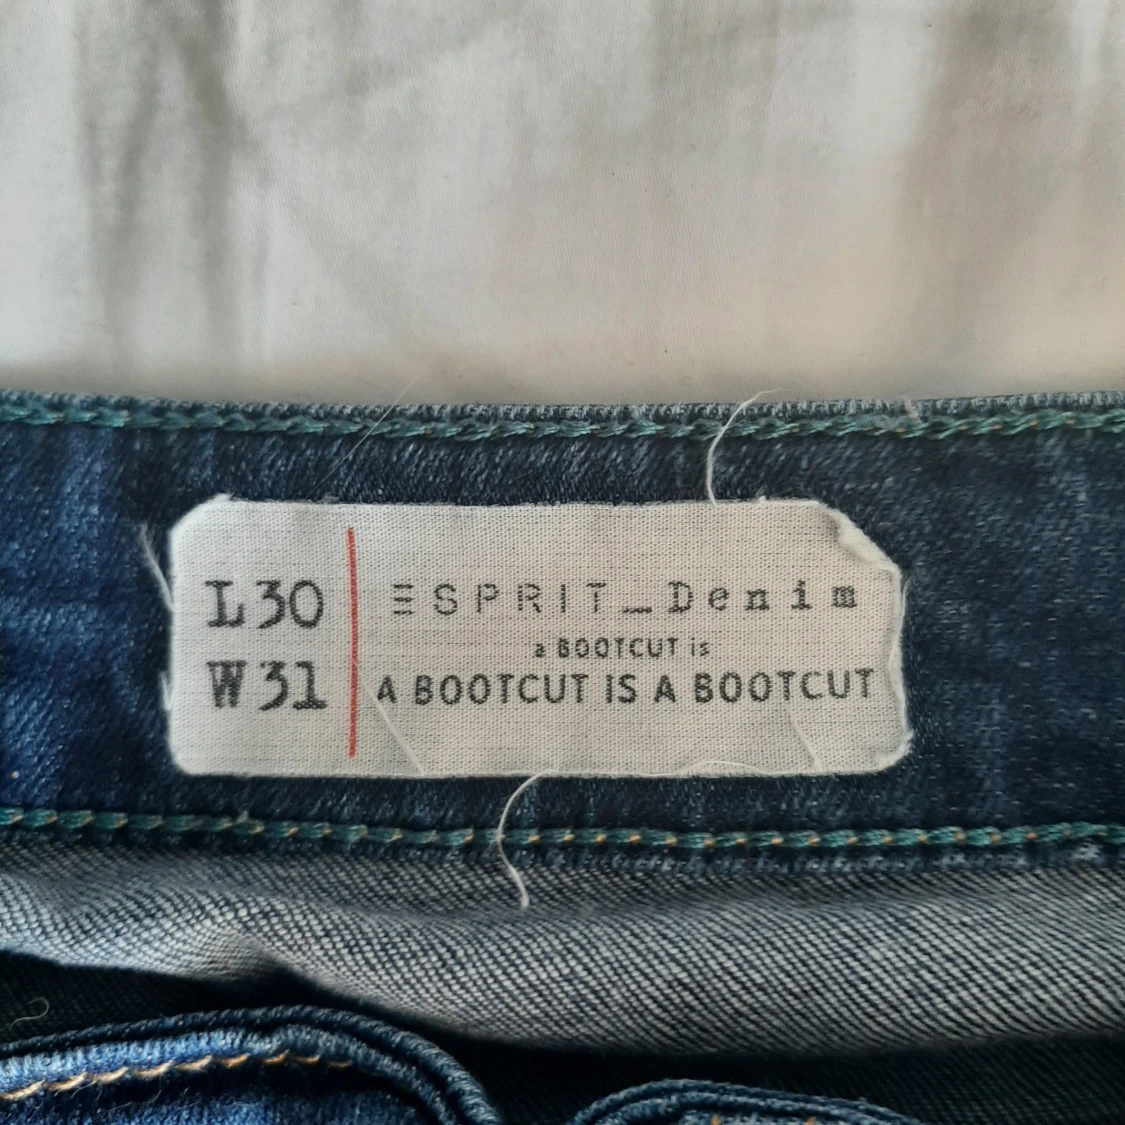 L30
W31
ESPRIT_Denim
a BOOTCUT is
A BOOTCUT IS A BOOTCUT